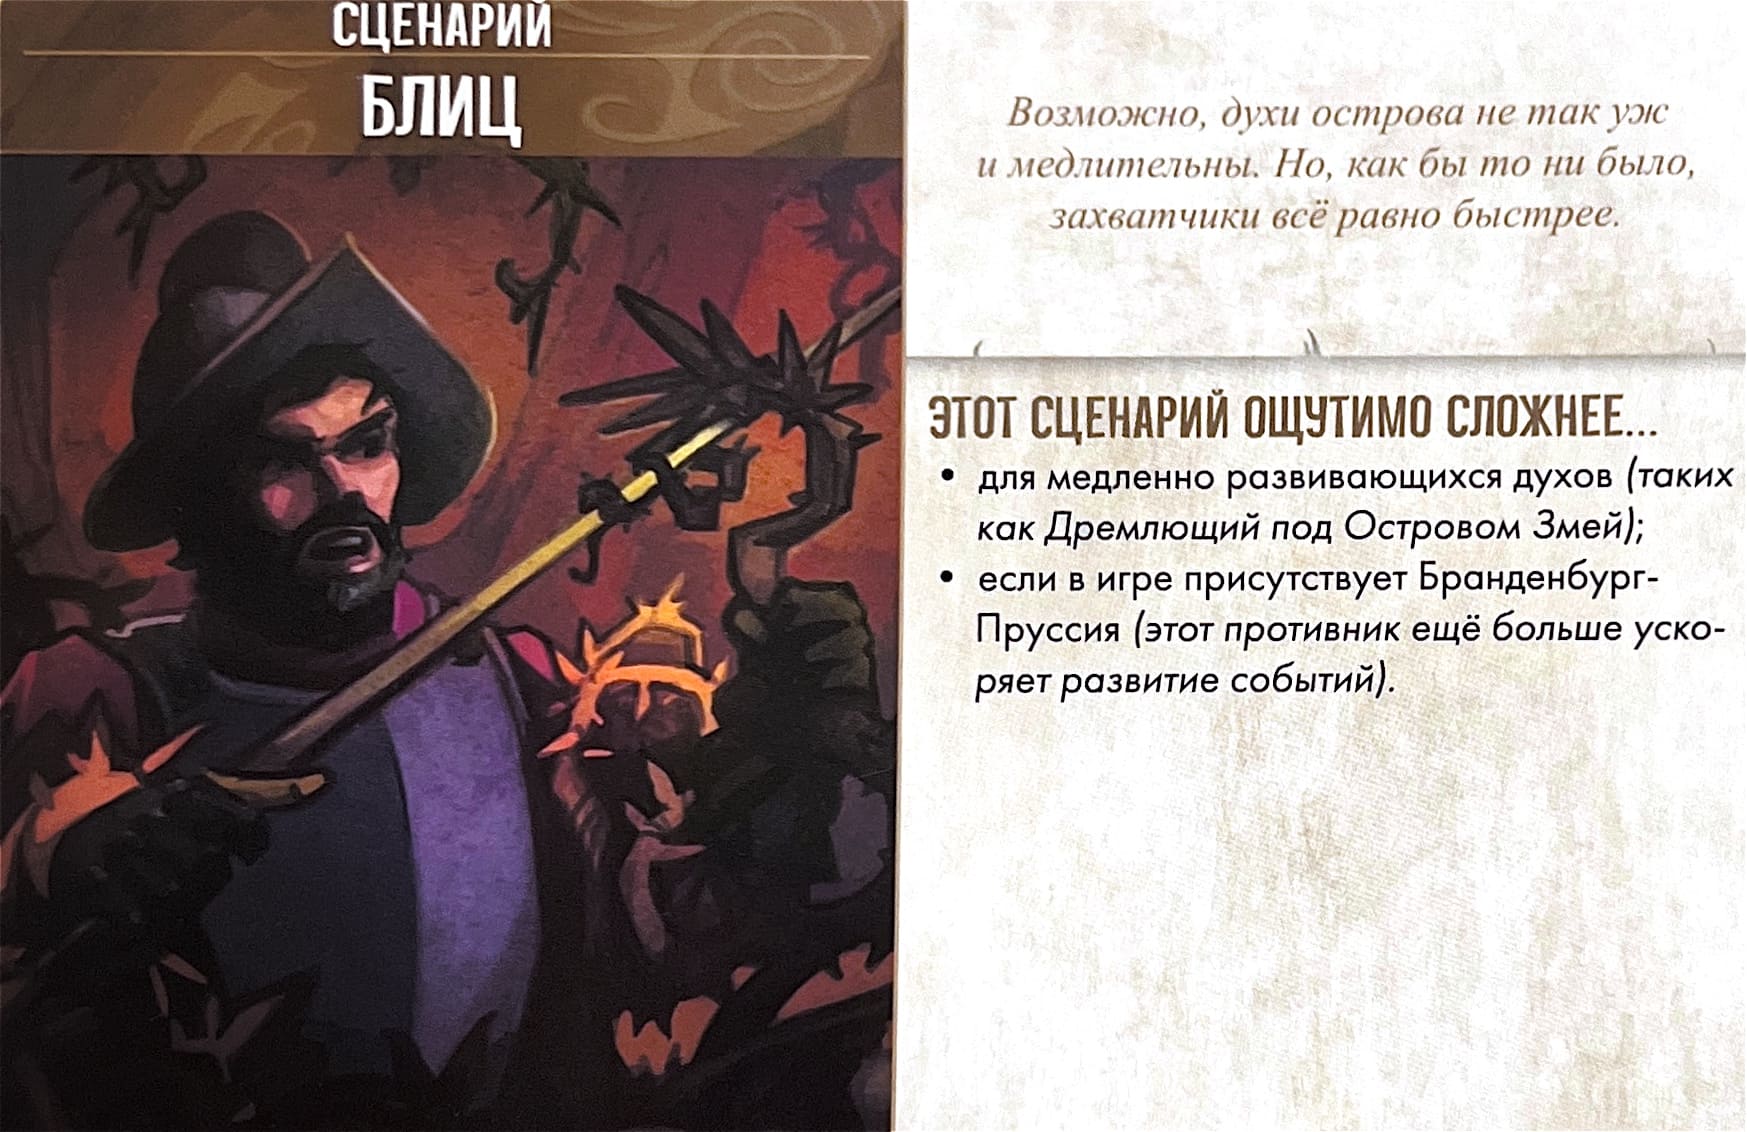 СЦЕНАРИЙ
БЛИЦ
Возможно, духи острова не так уж
и медлительны. Но, как бы то ни было,
захватчики всё равно быстрее.
ЭТОТ СЦЕНАРИЙ ОЩУТИМО СЛОЖНЕЕ...
• для медленно развивающихся духов (таких
как Дремлющий под Островом Змей);
• если в игре присутствует Бранденбург-
Пруссия (этот противник ещё больше уско-
ряет развитие событий).